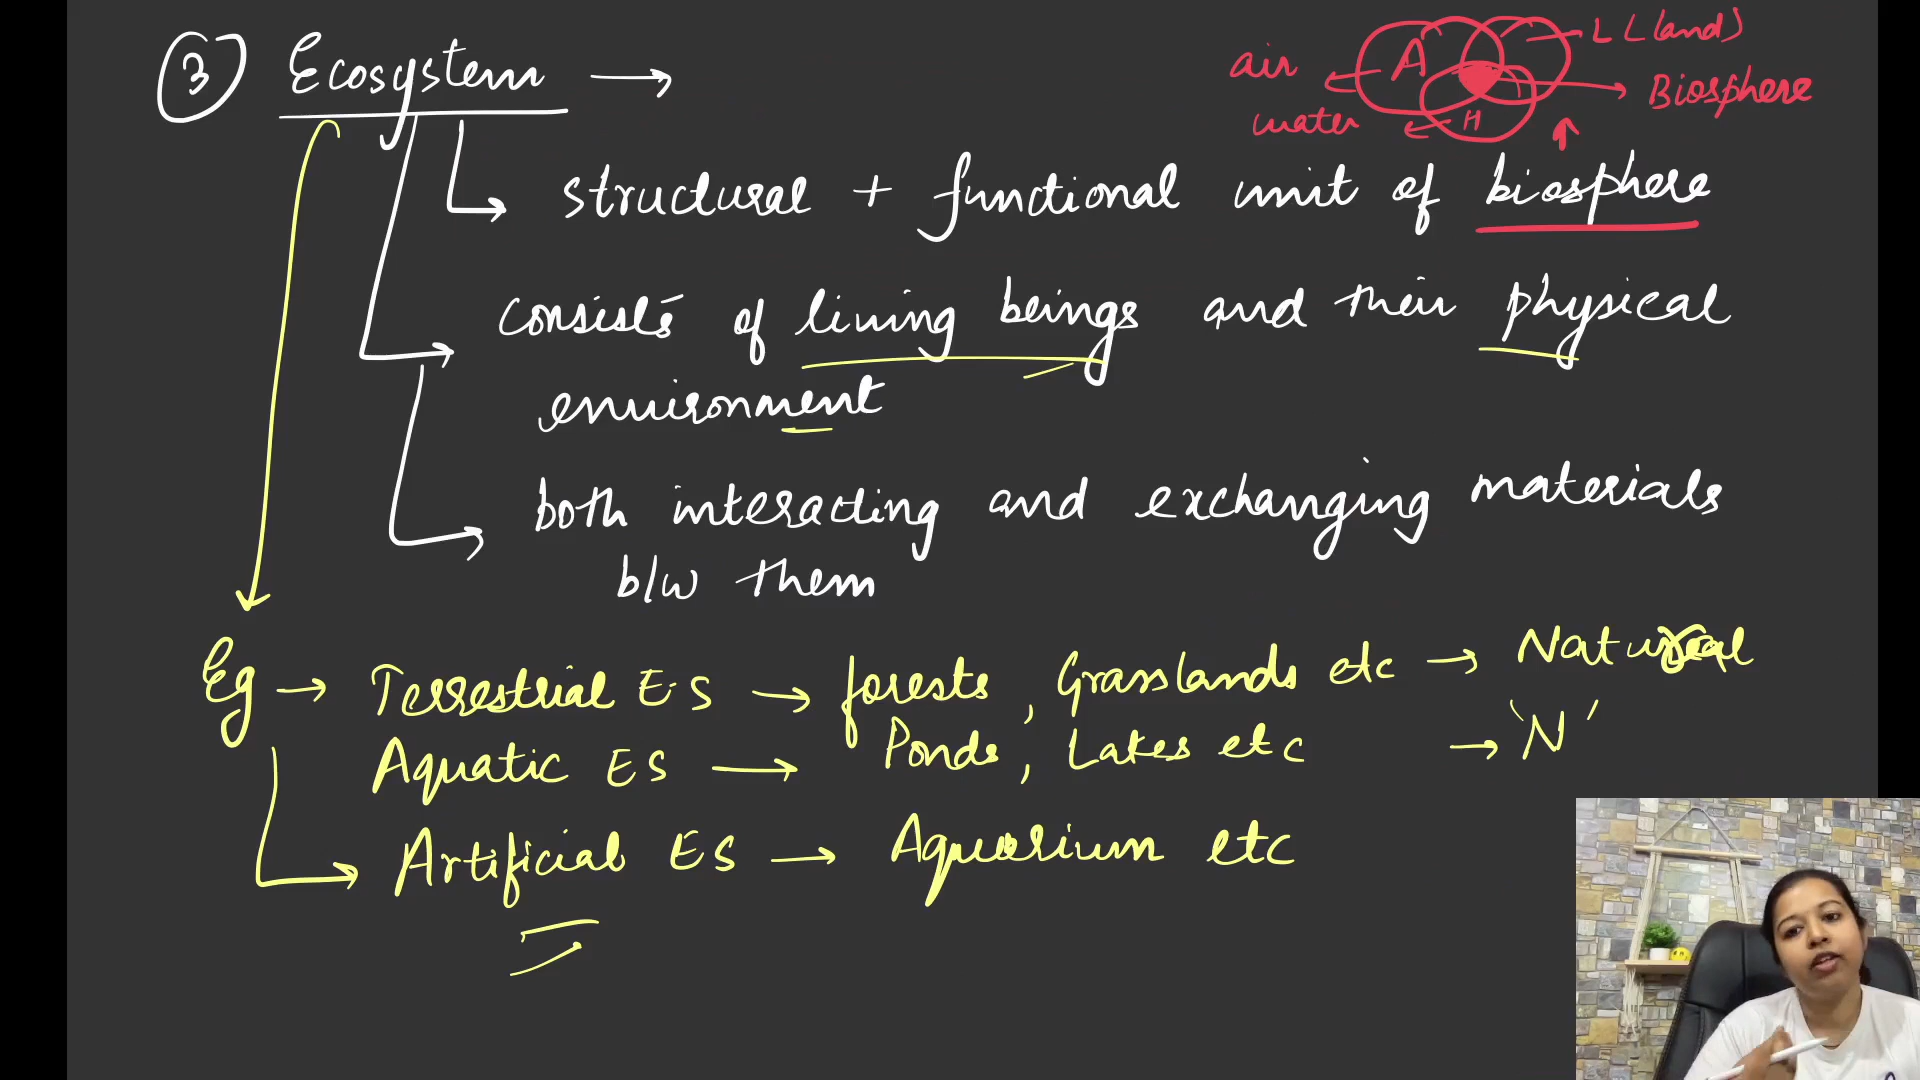 ③ Ecosystem →
A
L (land)
air
Biosphere
water
H
structural + functional unit of biosphere
consists of living beings and their physical
environment
both interacting and exchanging materials
b/w them
Eg → Terrestrial E.S → forests, Grasslands etc → Natural
Aquatic ES → Ponds, Lakes etc → 'N'
Artificial ES → Aquarium etc